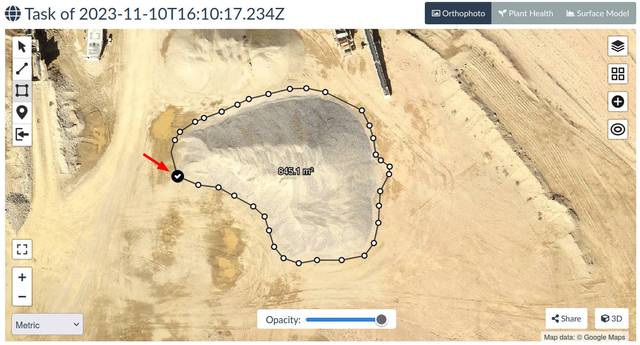 Task of 2023-11-10T16:10:17.234Z
Orthophoto
Plant Health
Surface Model
845.1 m²
Metric
Opacity:
Share
3D
Map data: © Google Maps